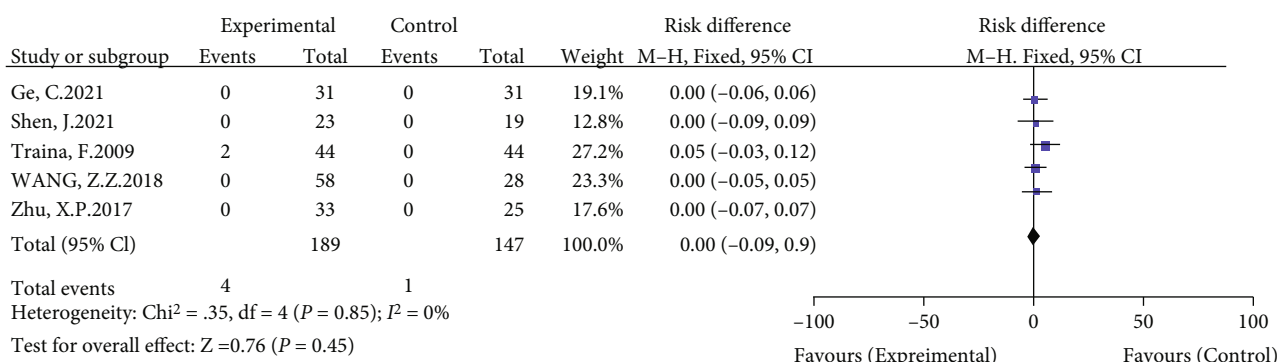 Experimental Control Risk difference Risk difference
Study or subgroup Events Total Events Total Weight M–H, Fixed, 95% CI M–H. Fixed, 95% CI
Ge, C.2021 0 31 0 31 19.1% 0.00 (–0.06, 0.06)
Shen, J.2021 0 23 0 19 12.8% 0.00 (–0.09, 0.09)
Traina, F.2009 2 44 0 44 27.2% 0.05 (–0.03, 0.12)
WANG, Z.Z.2018 0 58 0 28 23.3% 0.00 (–0.05, 0.05)
Zhu, X.P.2017 0 33 0 25 17.6% 0.00 (–0.07, 0.07)
Total (95% Cl) 189 147 100.0% 0.00 (–0.09, 0.9)
Total events 4 1
Heterogeneity: Chi² = .35, df = 4 (P = 0.85); I² = 0%
–100 –50 0 50 100
Test for overall effect: Z =0.76 (P = 0.45)
Favours (Expreimental) Favours (Control)